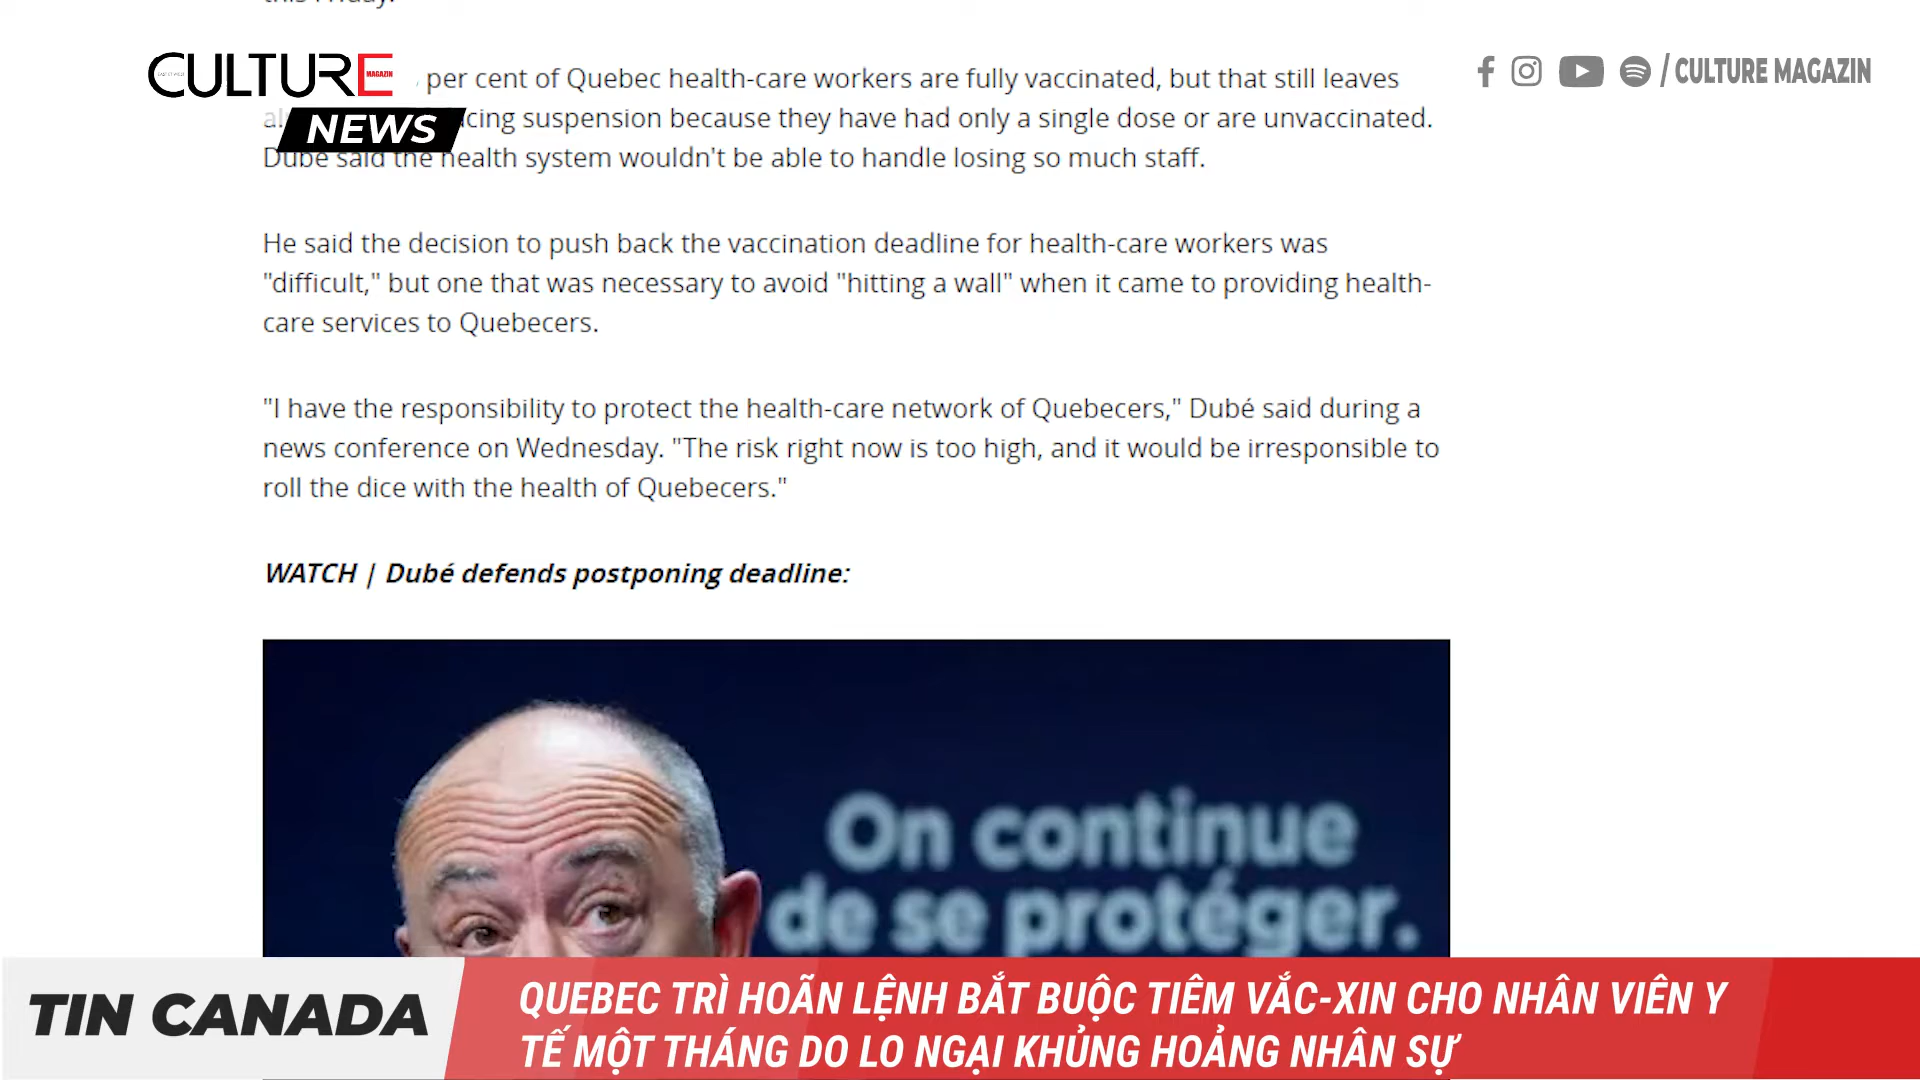 this Friday.
CULTURE
MAGAZIN
NEWS
/ CULTURE MAGAZIN
per cent of Quebec health-care workers are fully vaccinated, but that still leaves
suspension because they have had only a single dose or are unvaccinated.
Dubé said the health system wouldn't be able to handle losing so much staff.
He said the decision to push back the vaccination deadline for health-care workers was
"difficult," but one that was necessary to avoid "hitting a wall" when it came to providing health-
care services to Quebecers.
"I have the responsibility to protect the health-care network of Quebecers," Dubé said during a
news conference on Wednesday. "The risk right now is too high, and it would be irresponsible to
roll the dice with the health of Quebecers."
WATCH | Dubé defends postponing deadline:
On continue
de se protéger.
TIN CANADA
QUEBEC TRÌ HOÃN LỆNH BẮT BUỘC TIÊM VẮC-XIN CHO NHÂN VIÊN Y
TẾ MỘT THÁNG DO LO NGẠI KHỦNG HOẢNG NHÂN SỰ